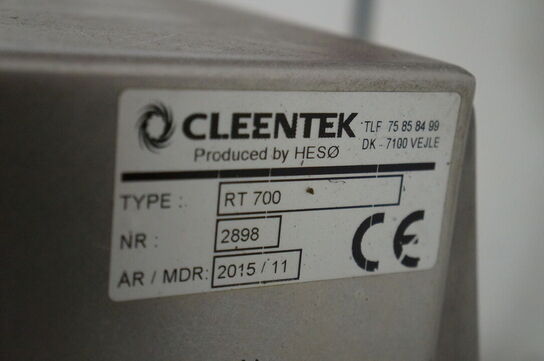 CLEENTEK TLF 75 85 84 99
Produced by HESØ DK - 7100 VEJLE
TYPE : RT 700
NR : 2898
AR / MDR: 2015 / 11
CE